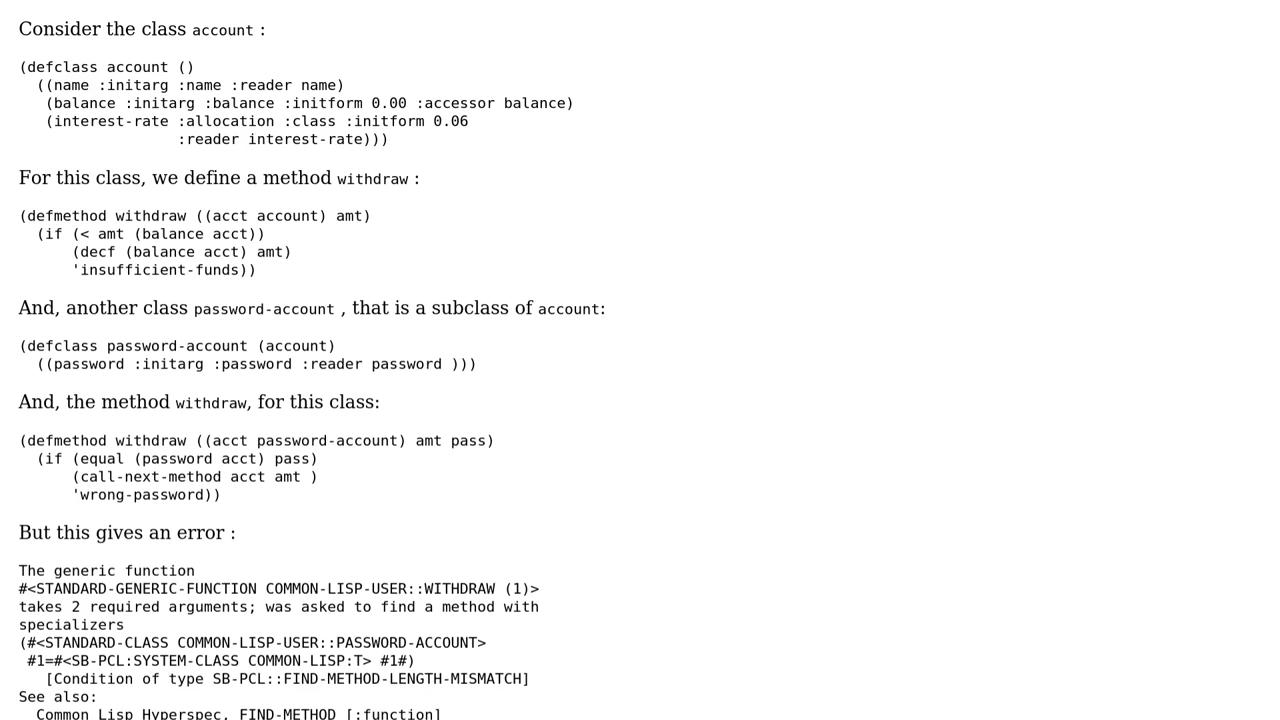 Consider the class account :
(defclass account ()
  ((name :initarg :name :reader name)
   (balance :initarg :balance :initform 0.00 :accessor balance)
   (interest-rate :allocation :class :initform 0.06
                  :reader interest-rate)))
For this class, we define a method withdraw :
(defmethod withdraw ((acct account) amt)
  (if (< amt (balance acct))
      (decf (balance acct) amt)
      'insufficient-funds))
And, another class password-account , that is a subclass of account:
(defclass password-account (account)
  ((password :initarg :password :reader password )))
And, the method withdraw, for this class:
(defmethod withdraw ((acct password-account) amt pass)
  (if (equal (password acct) pass)
      (call-next-method acct amt )
      'wrong-password))
But this gives an error :
The generic function
#<STANDARD-GENERIC-FUNCTION COMMON-LISP-USER::WITHDRAW (1)>
takes 2 required arguments; was asked to find a method with
specializers
(#<STANDARD-CLASS COMMON-LISP-USER::PASSWORD-ACCOUNT>
 #1=#<SB-PCL:SYSTEM-CLASS COMMON-LISP:T> #1#)
   [Condition of type SB-PCL::FIND-METHOD-LENGTH-MISMATCH]
See also:
  Common Lisp Hyperspec, FIND-METHOD [:function]